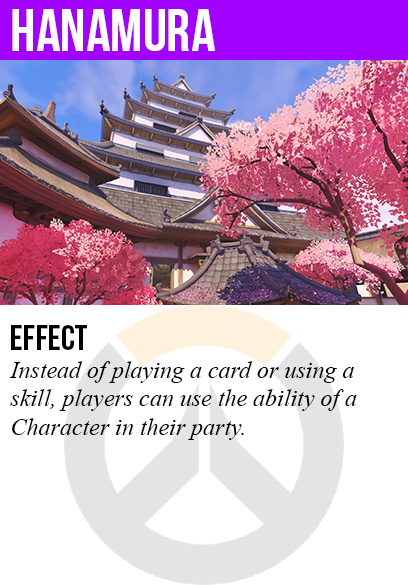 HANAMURA
EFFECT
Instead of playing a card or using a
skill, players can use the ability of a
Character in their party.